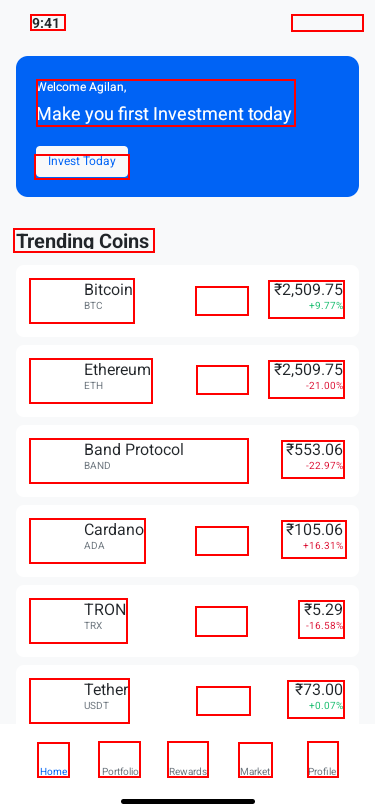 9:41
Welcome Agilan,
Make you first Investment today
Invest Today
Trending Coins
Bitcoin ₹2,509.75
BTC +9.77%
Ethereum ₹2,509.75
ETH -21.00%
Band Protocol ₹553.06
BAND -22.97%
Cardano ₹105.06
ADA +16.31%
TRON ₹5.29
TRX -16.58%
Tether ₹73.00
USDT +0.07%
Home Portfolio Rewards Market Profile